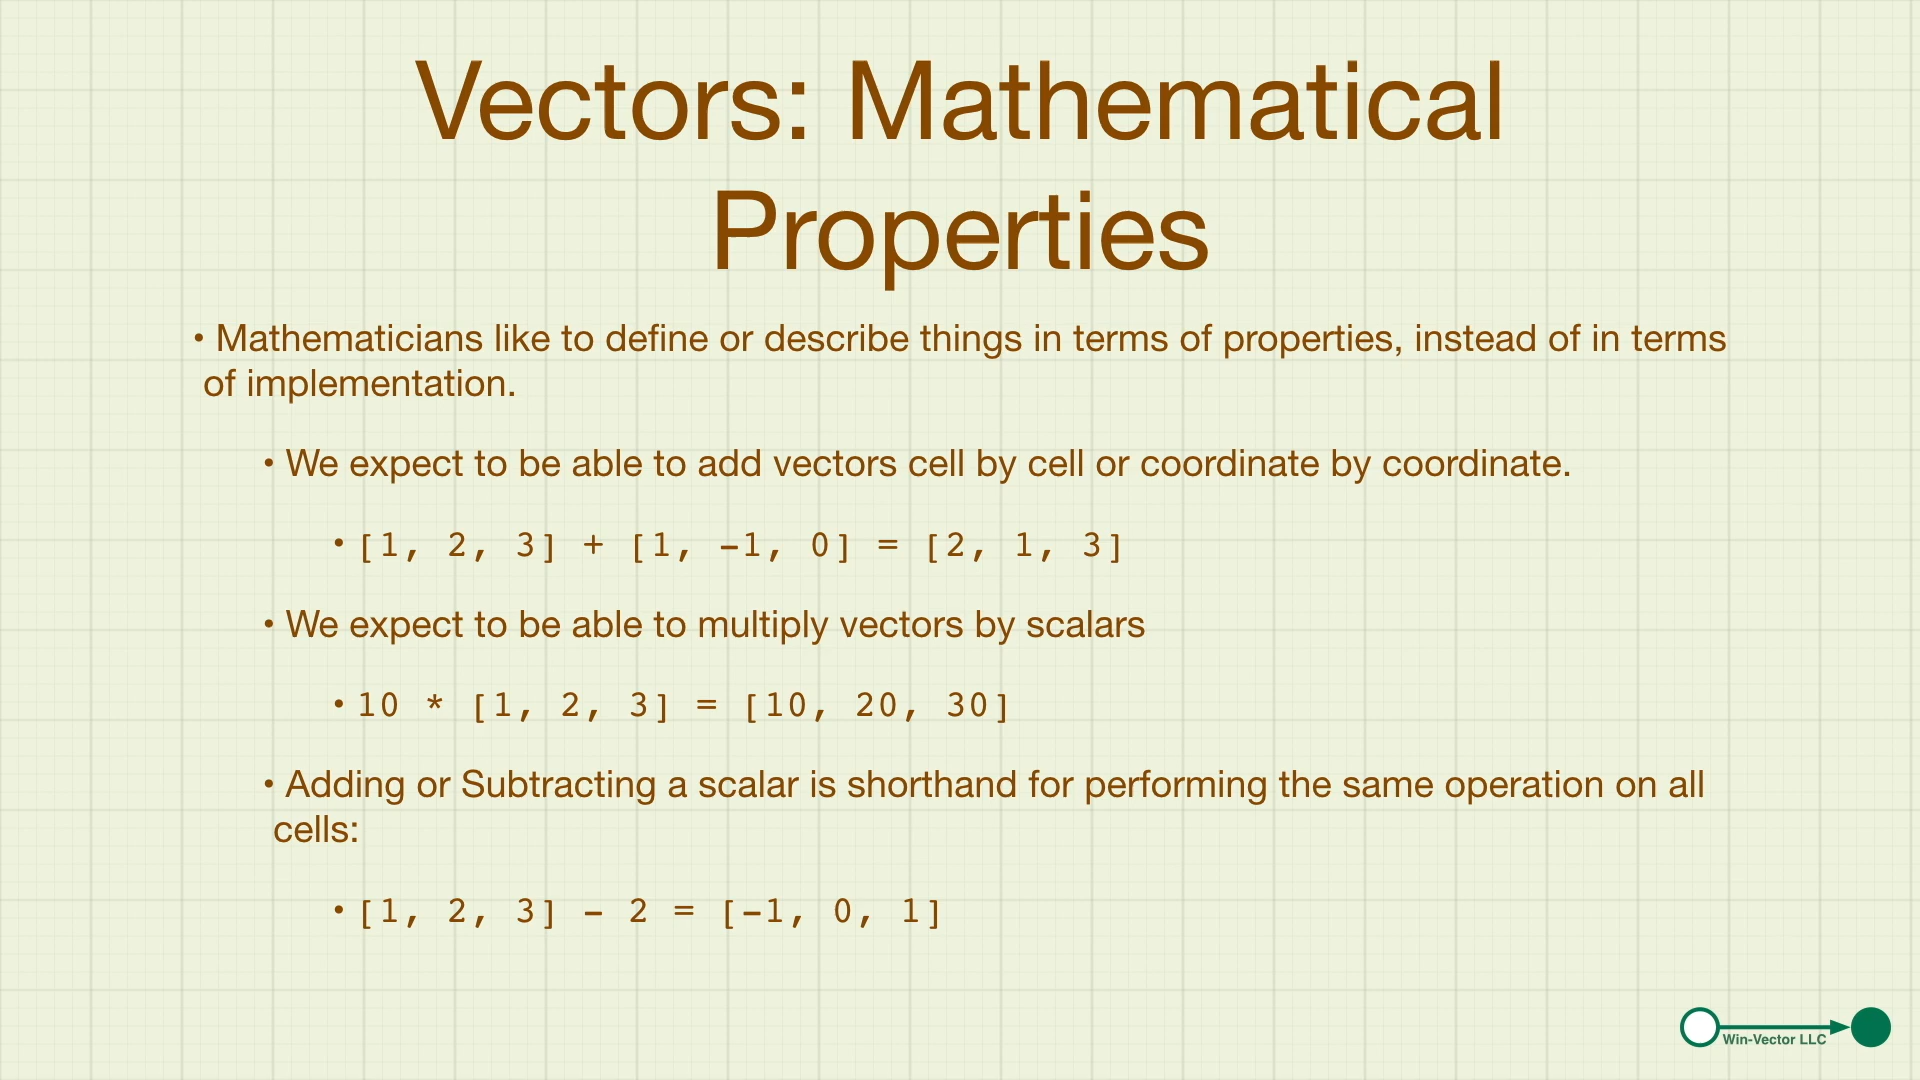 Vectors: Mathematical
Properties
• Mathematicians like to define or describe things in terms of properties, instead of in terms
of implementation.
• We expect to be able to add vectors cell by cell or coordinate by coordinate.
• [1, 2, 3] + [1, -1, 0] = [2, 1, 3]
• We expect to be able to multiply vectors by scalars
• 10 * [1, 2, 3] = [10, 20, 30]
• Adding or Subtracting a scalar is shorthand for performing the same operation on all
cells:
• [1, 2, 3] - 2 = [-1, 0, 1]
Win-Vector LLC